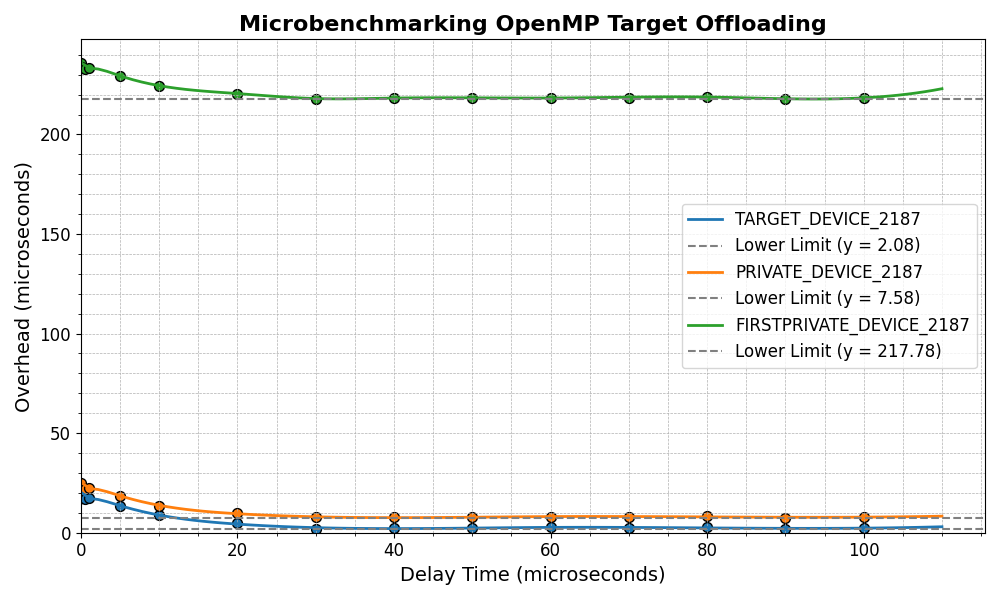 Microbenchmarking OpenMP Target Offloading
Overhead (microseconds)
200
150
100
50
0
TARGET_DEVICE_2187
Lower Limit (y = 2.08)
PRIVATE_DEVICE_2187
Lower Limit (y = 7.58)
FIRSTPRIVATE_DEVICE_2187
Lower Limit (y = 217.78)
0 20 40 60 80 100
Delay Time (microseconds)